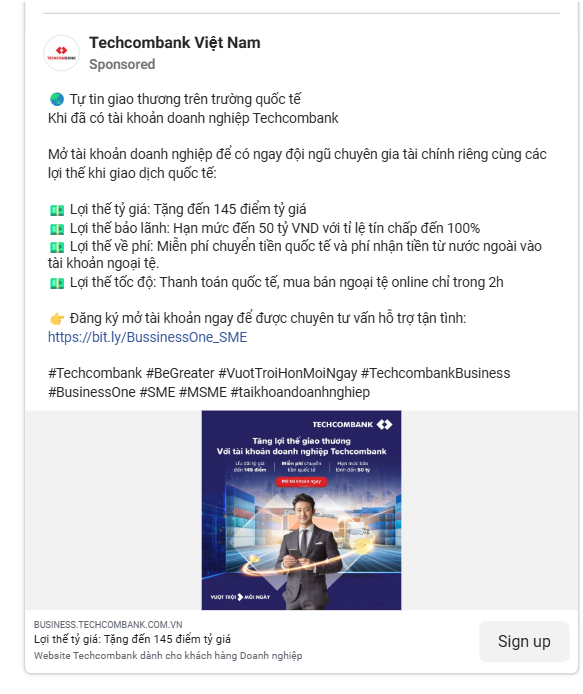 Techcombank Việt Nam
Sponsored
TECHCOMBANK
🌏 Tự tin giao thương trên trường quốc tế
Khi đã có tài khoản doanh nghiệp Techcombank
Mở tài khoản doanh nghiệp để có ngay đội ngũ chuyên gia tài chính riêng cùng các
lợi thế khi giao dịch quốc tế:
💵 Lợi thế tỷ giá: Tặng đến 145 điểm tỷ giá
💵 Lợi thế bảo lãnh: Hạn mức đến 50 tỷ VND với tỉ lệ tín chấp đến 100%
💵 Lợi thế về phí: Miễn phí chuyển tiền quốc tế và phí nhận tiền từ nước ngoài vào
tài khoản ngoại tệ.
💵 Lợi thế tốc độ: Thanh toán quốc tế, mua bán ngoại tệ online chỉ trong 2h
👉 Đăng ký mở tài khoản ngay để được chuyên tư vấn hỗ trợ tận tình:
https://bit.ly/BussinessOne_SME
#Techcombank #BeGreater #VuotTroiHonMoiNgay #TechcombankBusiness
#BusinessOne #SME #MSME #taikhoandoanhnghiep
TECHCOMBANK
Tăng lợi thế giao thương
Với tài khoản doanh nghiệp Techcombank
Ưu đãi tỷ giá
đến 145 điểm
Miễn phí chuyển
tiền quốc tế
Hạn mức bảo
lãnh đến 50 tỷ
Mở tài khoản ngay
VƯỢT TRỘI MỖI NGÀY
BUSINESS.TECHCOMBANK.COM.VN
Lợi thế tỷ giá: Tặng đến 145 điểm tỷ giá
Website Techcombank dành cho khách hàng Doanh nghiệp
Sign up